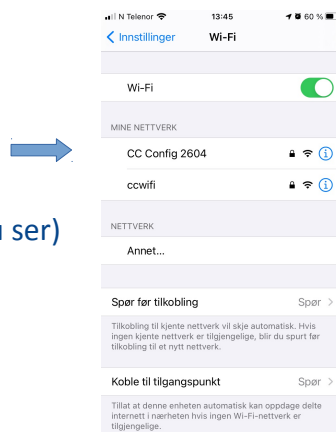 N Telenor 13:45 60 %
Innstillinger Wi-Fi
Wi-Fi
MINE NETTVERK
CC Config 2604
ccwifi
ser)
NETTVERK
Annet...
Spør før tilkobling Spør
Tilkobling til kjente nettverk vil skje automatisk. Hvis
ingen kjente nettverk er tilgjengelige, blir du spurt før
tilkobling til et nytt nettverk.
Koble til tilgangspunkt Spør
Tillat at denne enheten automatisk kan oppdage delte
internett i nærheten hvis ingen Wi-Fi-nettverk er
tilgjengelige.